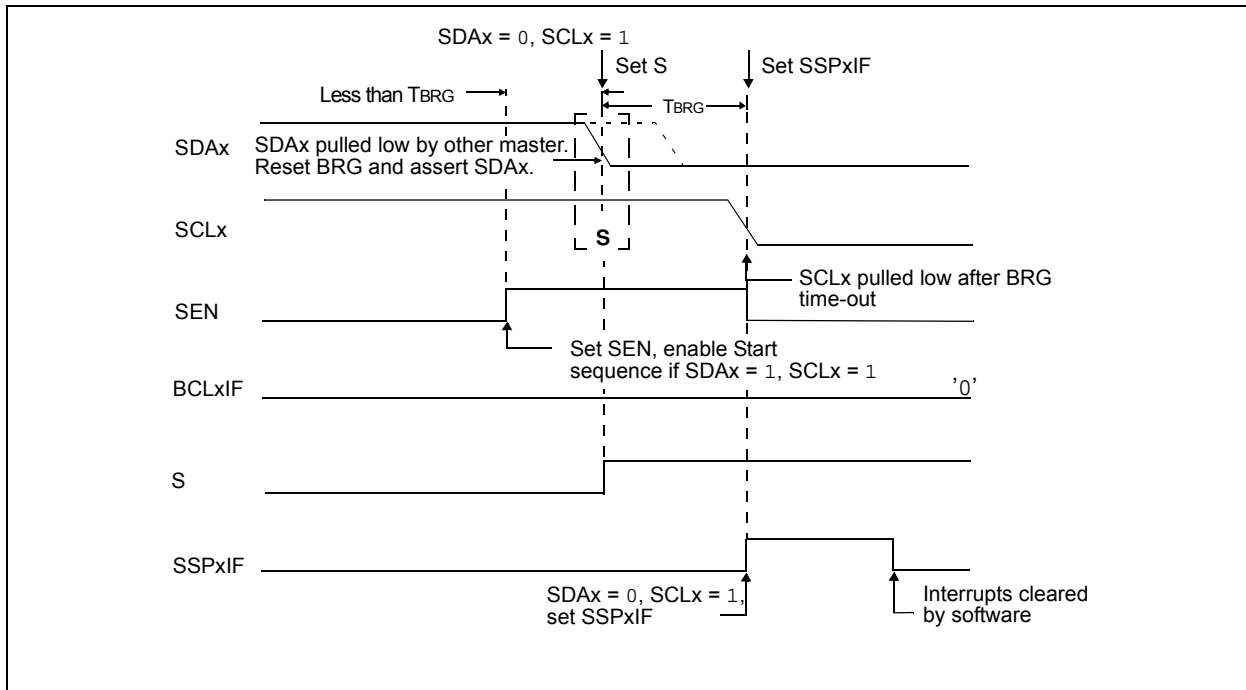 SDAx = 0, SCLx = 1
Set S
Set SSPxIF
Less than TBRG
TBRG
SDAx
SDAx pulled low by other master.
Reset BRG and assert SDAx.
SCLx
S
SCLx pulled low after BRG
time-out
SEN
Set SEN, enable Start
sequence if SDAx = 1, SCLx = 1
BCLxIF
'0'
S
SSPxIF
SDAx = 0, SCLx = 1,
set SSPxIF
Interrupts cleared
by software